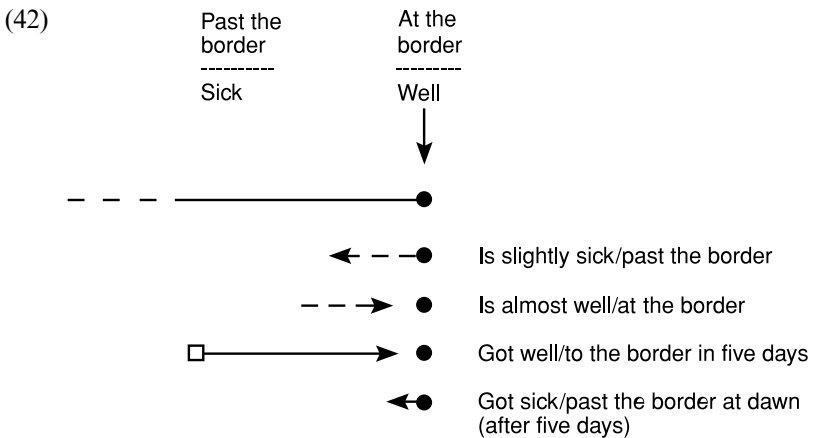 (42)
Past the
border
----------
Sick
At the
border
---------
Well
Is slightly sick/past the border
Is almost well/at the border
Got well/to the border in five days
Got sick/past the border at dawn
(after five days)